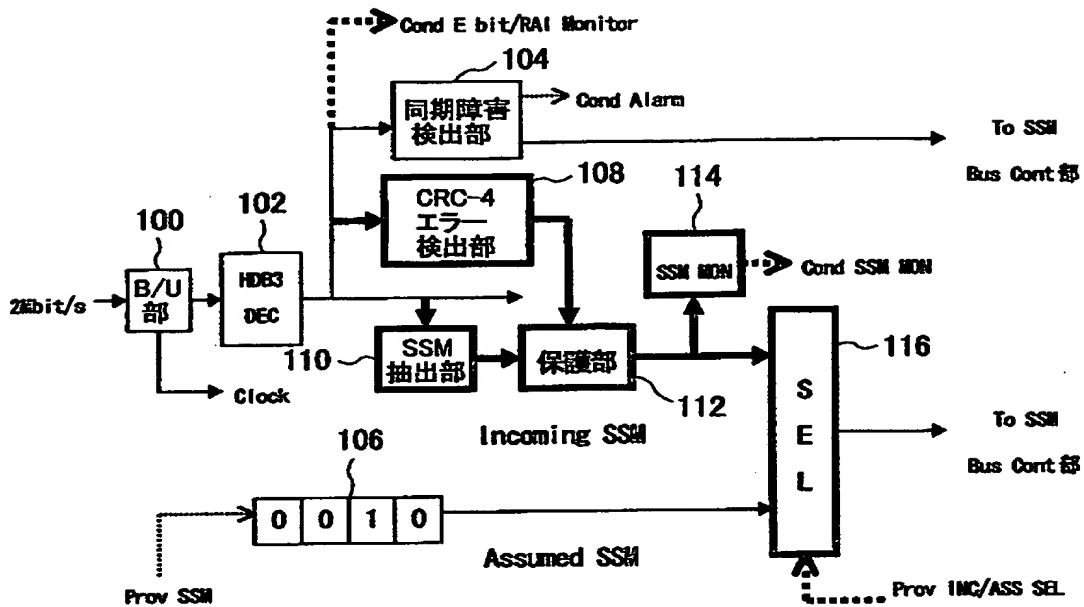 Cond E bit/RAI Monitor
104
同期障害
検出部
Cond Alarm
To SSM
Bus Cont部
108
CRC-4
エラー
検出部
114
SSM MON
Cond SSM MON
100
102
2Mbit/s
B/U
部
HDB3
DEC
Clock
110
SSM
抽出部
保護部
112
Incoming SSM
116
S
E
L
To SSM
Bus Cont部
106
0 0 1 0
Assumed SSM
Prov SSM
Prov INC/ASS SEL